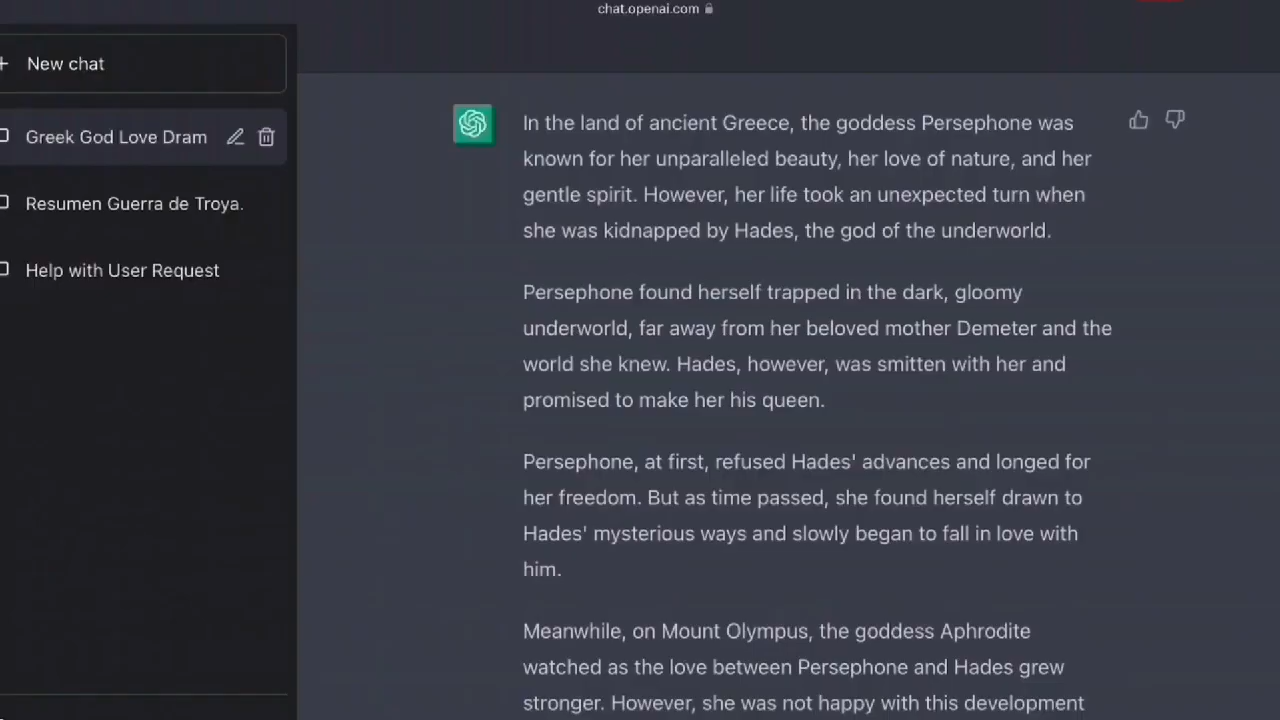 chat.openai.com
New chat
Greek God Love Dram
Resumen Guerra de Troya.
Help with User Request
In the land of ancient Greece, the goddess Persephone was
known for her unparalleled beauty, her love of nature, and her
gentle spirit. However, her life took an unexpected turn when
she was kidnapped by Hades, the god of the underworld.
Persephone found herself trapped in the dark, gloomy
underworld, far away from her beloved mother Demeter and the
world she knew. Hades, however, was smitten with her and
promised to make her his queen.
Persephone, at first, refused Hades' advances and longed for
her freedom. But as time passed, she found herself drawn to
Hades' mysterious ways and slowly began to fall in love with
him.
Meanwhile, on Mount Olympus, the goddess Aphrodite
watched as the love between Persephone and Hades grew
stronger. However, she was not happy with this development